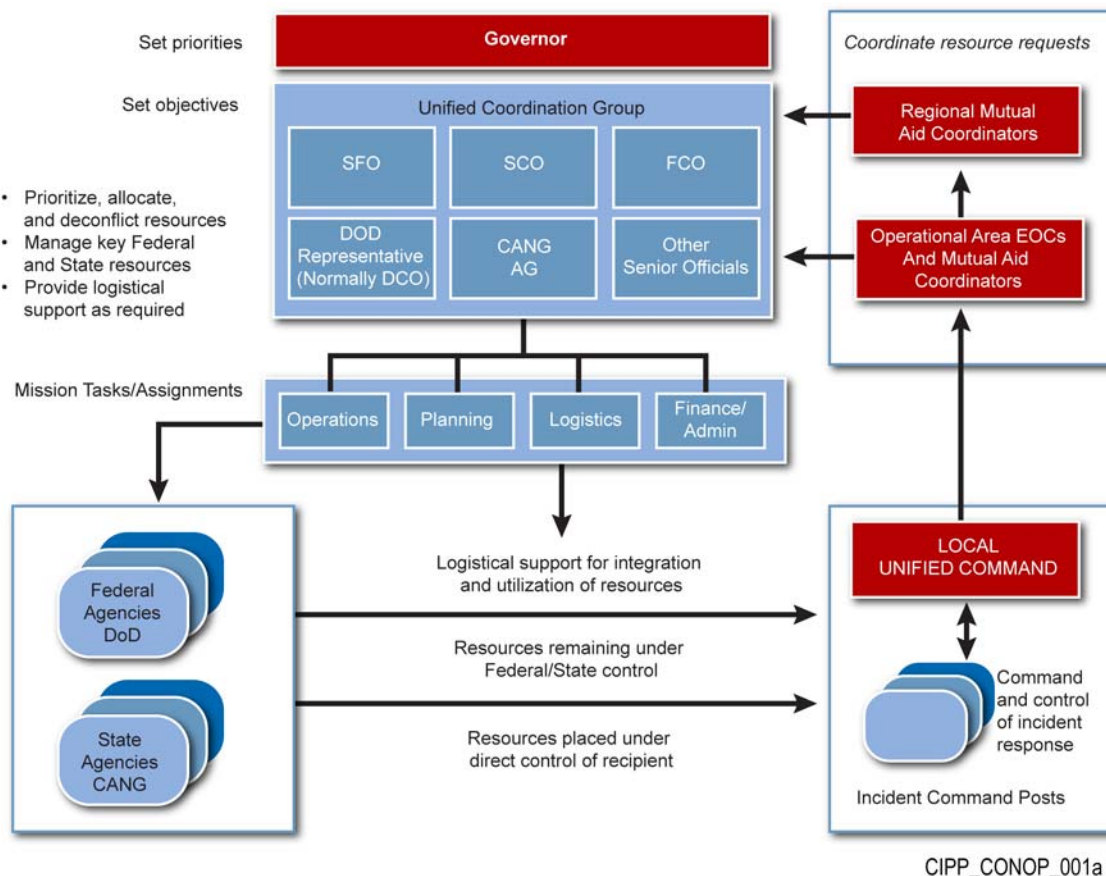 Set priorities
Governor
Coordinate resource requests
Set objectives
Unified Coordination Group
SFO
SCO
FCO
DOD
Representative
(Normally DCO)
CANG
AG
Other
Senior Officials
Regional Mutual
Aid Coordinators
Operational Area EOCs
And Mutual Aid
Coordinators
• Prioritize, allocate,
and deconflict resources
• Manage key Federal
and State resources
• Provide logistical
support as required
Mission Tasks/Assignments
Operations
Planning
Logistics
Finance/
Admin
Federal
Agencies
DoD
State
Agencies
CANG
Logistical support for integration
and utilization of resources
Resources remaining under
Federal/State control
Resources placed under
direct control of recipient
LOCAL
UNIFIED COMMAND
Command
and control
of incident
response
Incident Command Posts
CIPP_CONOP_001a